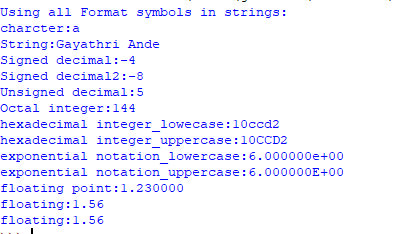 Using all Format symbols in strings:
charcter:a
String:Gayathri Ande
Signed decimal:-4
Signed decimal2:-8
Unsigned decimal:5
Octal integer:144
hexadecimal integer_lowecase:10ccd2
hexadecimal integer_uppercase:10CCD2
exponential notation_lowercase:6.000000e+00
exponential notation_uppercase:6.000000E+00
floating point:1.230000
floating:1.56
floating:1.56